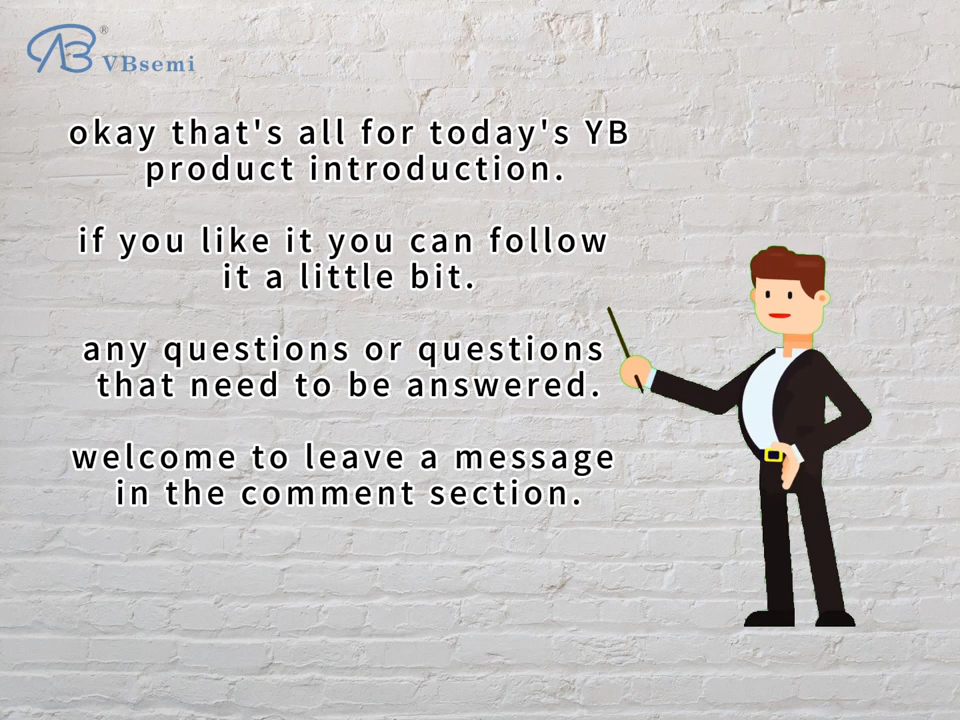 VBsemi
okay that's all for today's YB
product introduction.
if you like it you can follow
it a little bit.
any questions or questions
that need to be answered.
welcome to leave a message
in the comment section.